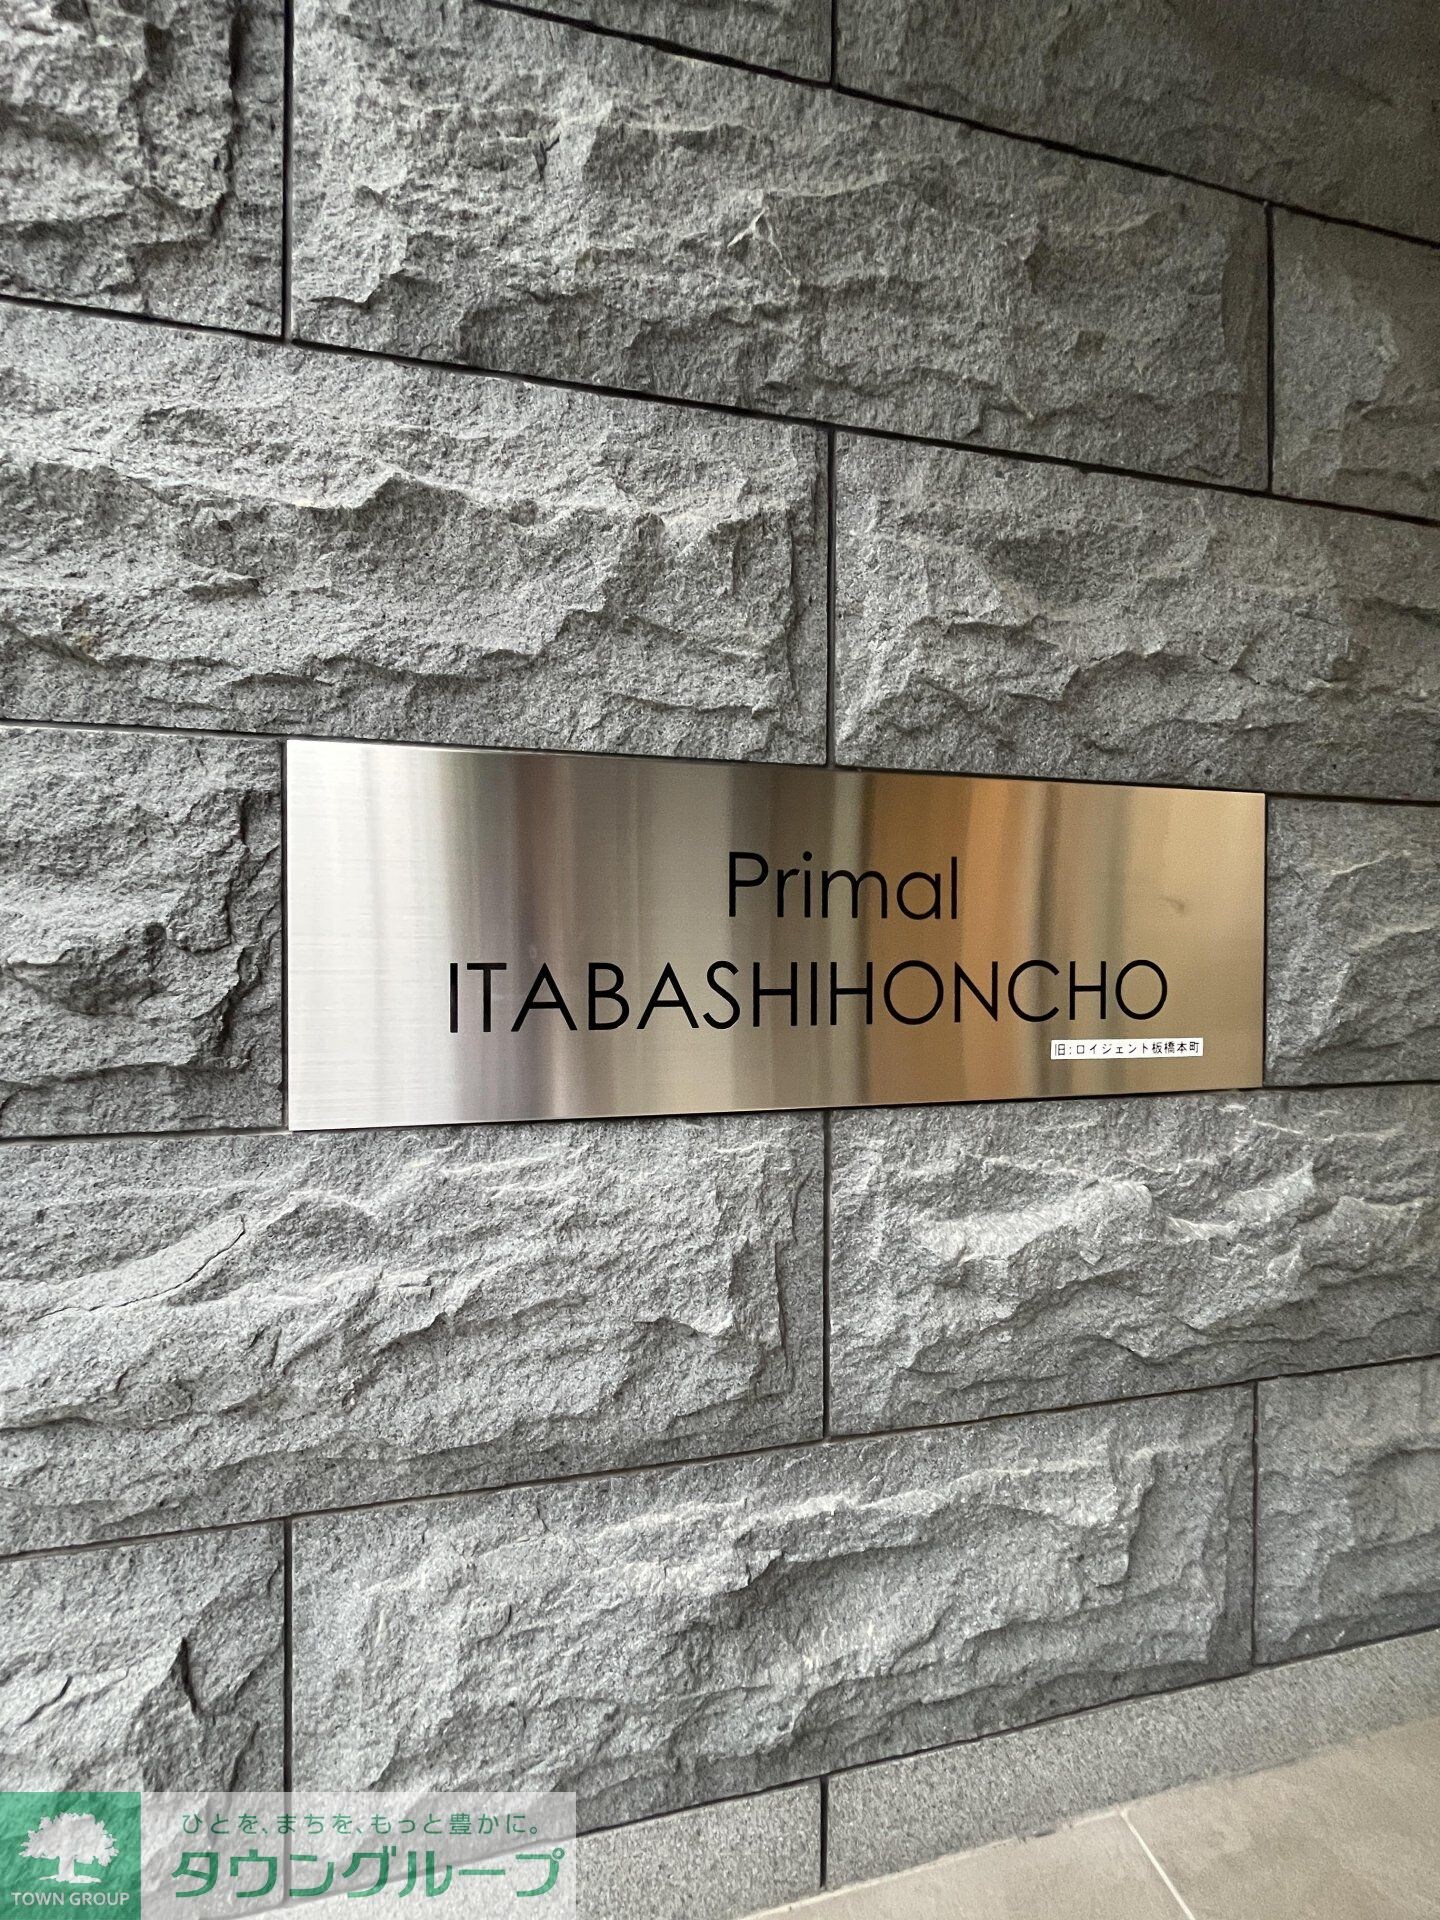 Primal
ITABASHIHONCHO
旧:ロイジェント板橋本町
ひとを、まちを、もっと豊かに。
タウングループ
TOWN GROUP